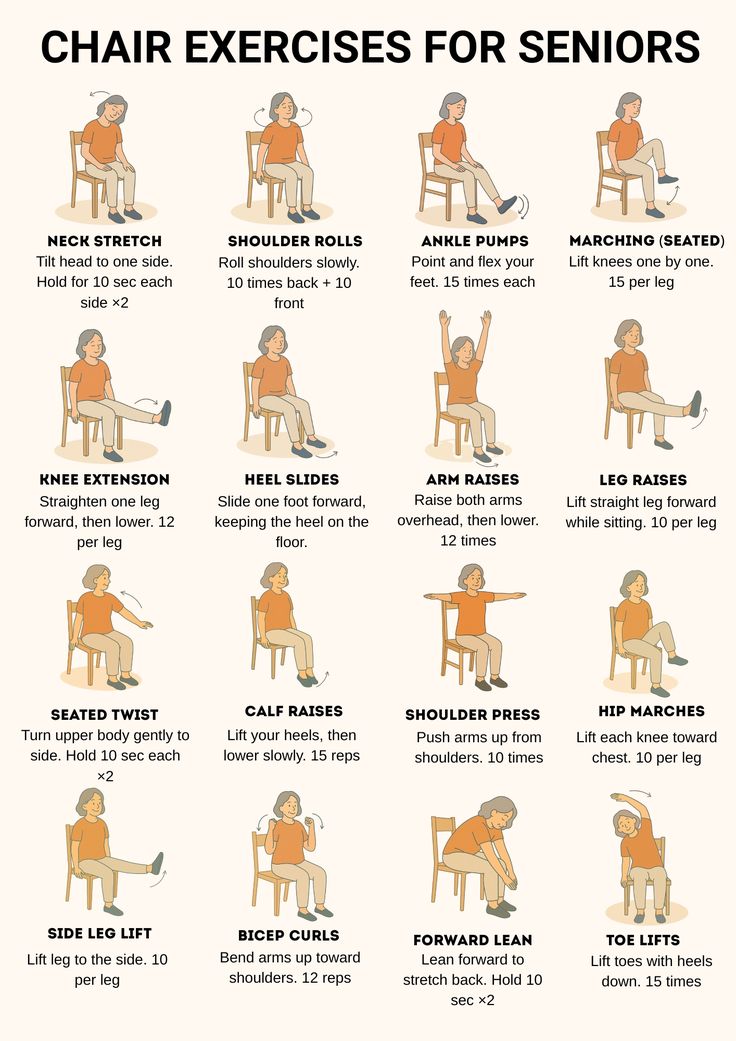 CHAIR EXERCISES FOR SENIORS
NECK STRETCH
Tilt head to one side.
Hold for 10 sec each
side ×2
SHOULDER ROLLS
Roll shoulders slowly.
10 times back + 10
front
ANKLE PUMPS
Point and flex your
feet. 15 times each
MARCHING (SEATED)
Lift knees one by one.
15 per leg
KNEE EXTENSION
Straighten one leg
forward, then lower. 12
per leg
HEEL SLIDES
Slide one foot forward,
keeping the heel on the
floor.
ARM RAISES
Raise both arms
overhead, then lower.
12 times
LEG RAISES
Lift straight leg forward
while sitting. 10 per leg
SEATED TWIST
Turn upper body gently to
side. Hold 10 sec each
×2
CALF RAISES
Lift your heels, then
lower slowly. 15 reps
SHOULDER PRESS
Push arms up from
shoulders. 10 times
HIP MARCHES
Lift each knee toward
chest. 10 per leg
SIDE LEG LIFT
Lift leg to the side. 10
per leg
BICEP CURLS
Bend arms up toward
shoulders. 12 reps
FORWARD LEAN
Lean forward to
stretch back. Hold 10
sec ×2
TOE LIFTS
Lift toes with heels
down. 15 times